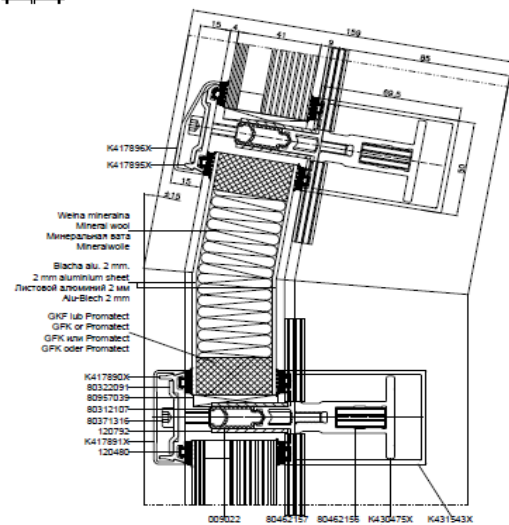 159
15
4
41
9
85
69,5
50
K417896X
K417895X
15
≤15
Wełna mineralna
Mineral wool
Минеральная вата
Mineralwolle
Blacha alu. 2 mm.
2 mm aluminium sheet
Листовой алюминий 2 мм
Alu-Blech 2 mm
GKF lub Promatect
GFK or Promatect
GFK или Promatect
GFK oder Promatect
K417890X
80322091
80957039
80312107
80371316
120792
K417891X
120480
009022
80462157
80462156
K430475X
K431543X